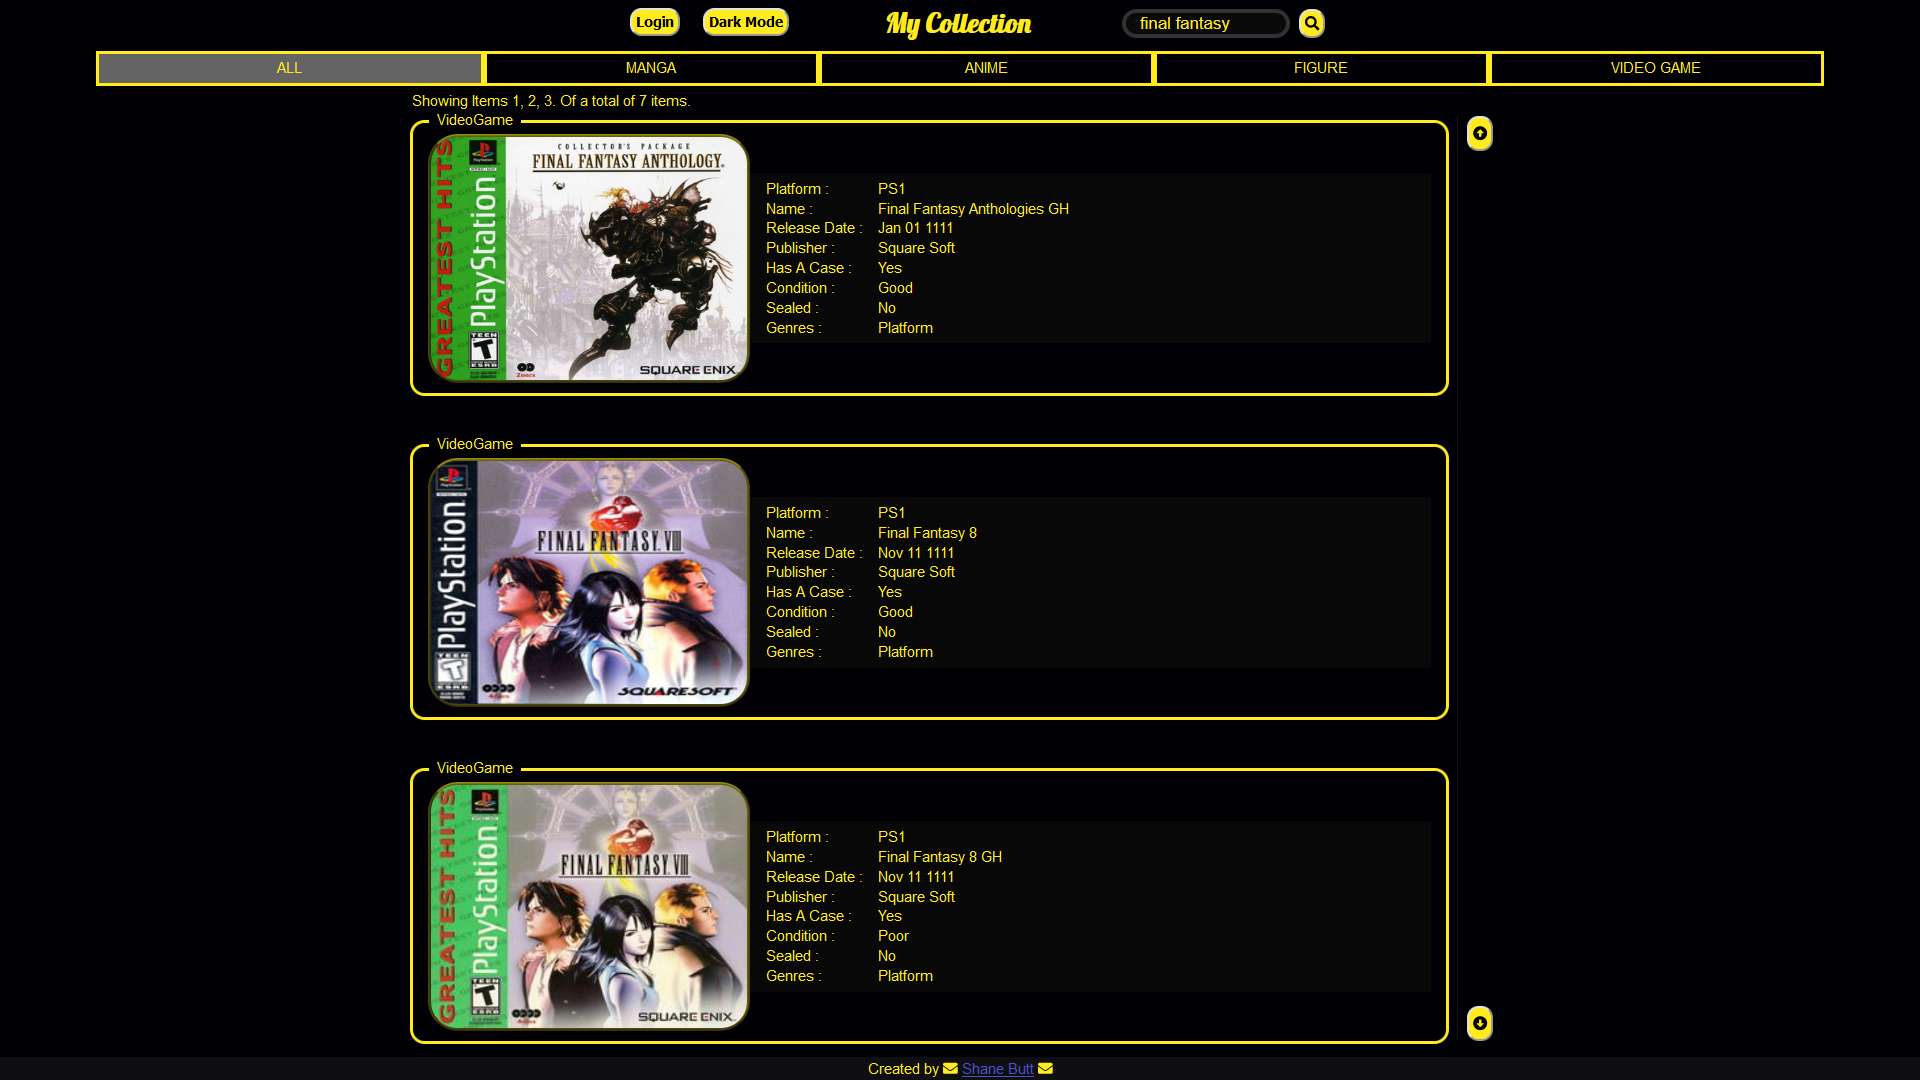 Login
Dark Mode
My Collection
final fantasy
ALL
MANGA
ANIME
FIGURE
VIDEO GAME
Showing Items 1, 2, 3. Of a total of 7 items.
VideoGame
GREATEST HITS
PlayStation
TEEN
T
ESRB
COLLECTOR'S PACKAGE
FINAL FANTASY ANTHOLOGY
SQUARE ENIX
Platform : PS1
Name : Final Fantasy Anthologies GH
Release Date : Jan 01 1111
Publisher : Square Soft
Has A Case : Yes
Condition : Good
Sealed : No
Genres : Platform
VideoGame
PlayStation
TEEN
T
ESRB
FINAL FANTASY VIII
SQUARESOFT
Platform : PS1
Name : Final Fantasy 8
Release Date : Nov 11 1111
Publisher : Square Soft
Has A Case : Yes
Condition : Good
Sealed : No
Genres : Platform
VideoGame
GREATEST HITS
PlayStation
TEEN
T
ESRB
FINAL FANTASY VIII
SQUARE ENIX
Platform : PS1
Name : Final Fantasy 8 GH
Release Date : Nov 11 1111
Publisher : Square Soft
Has A Case : Yes
Condition : Poor
Sealed : No
Genres : Platform
Created by Shane Butt